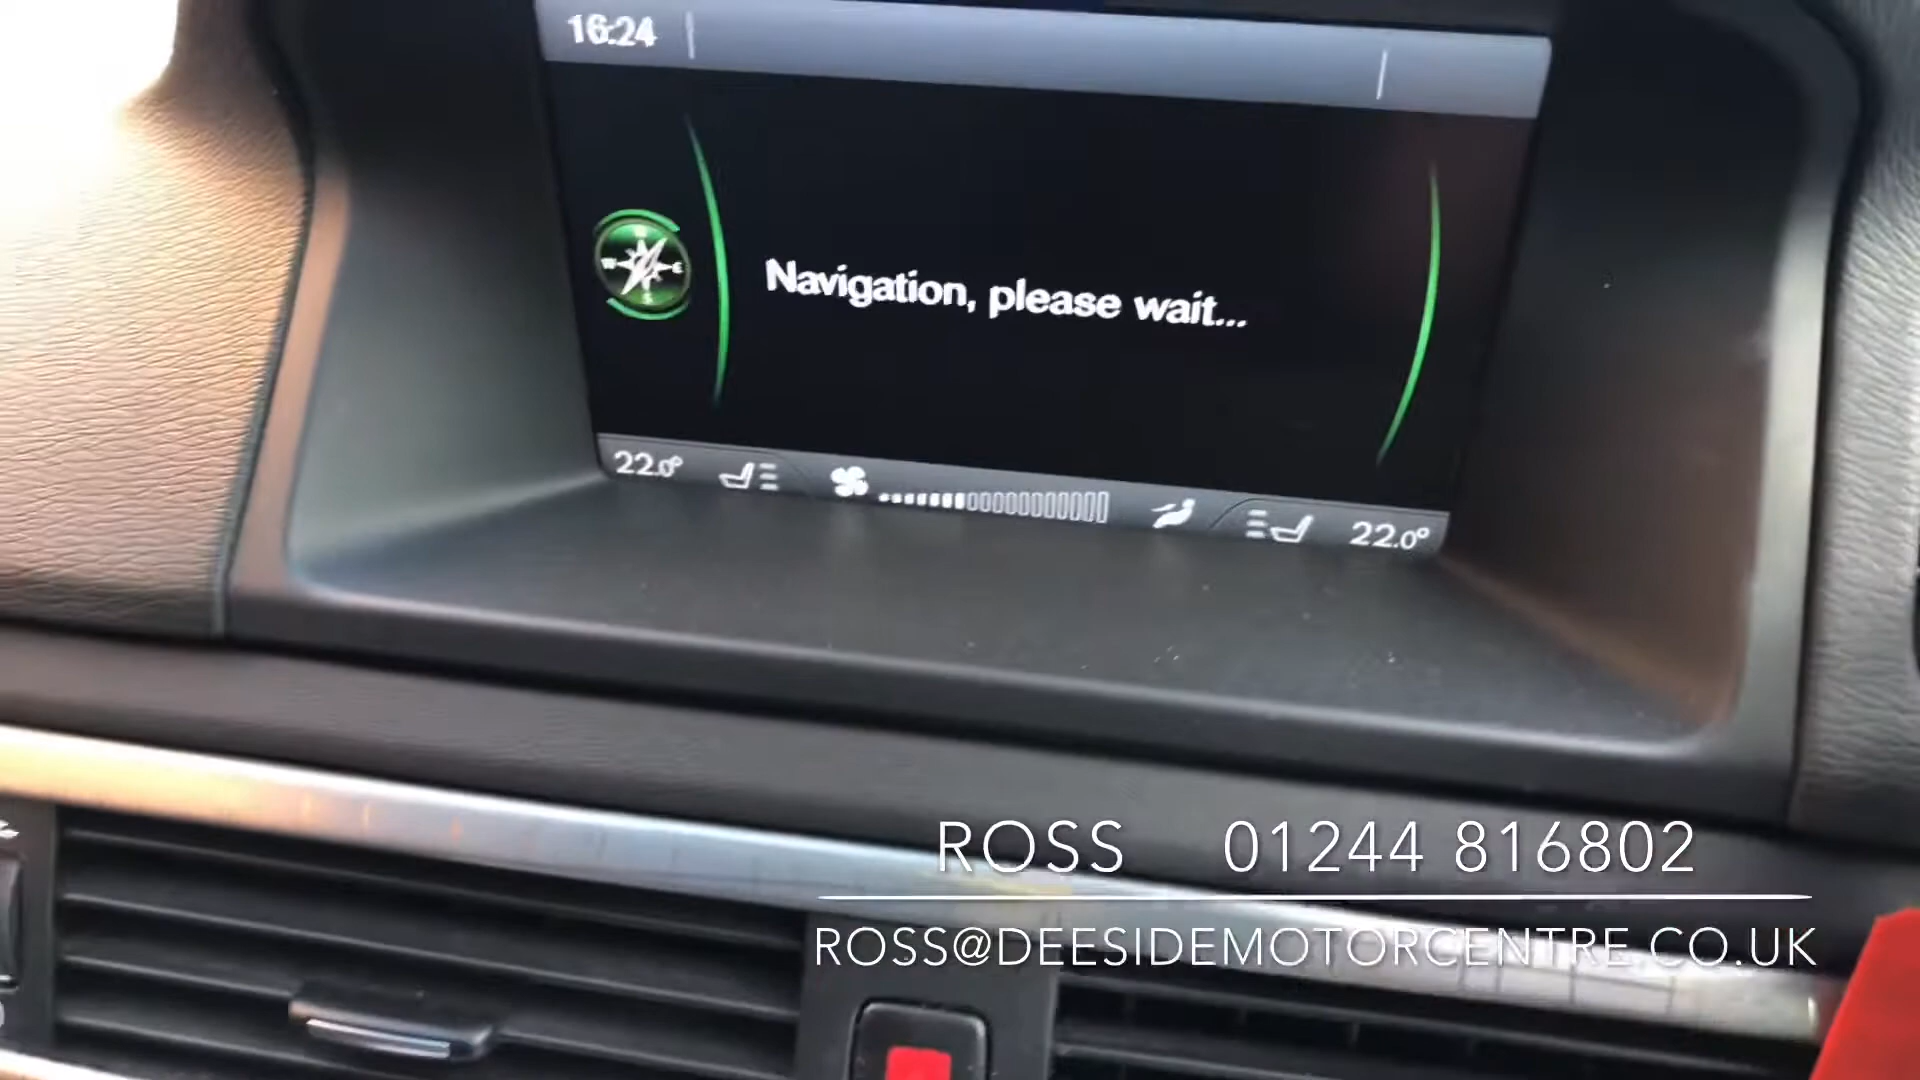 16:24
Navigation, please wait...
22.0° 22.0°
ROSS 01244 816802
ROSS@DEESIDEMOTORCENTRE.CO.UK